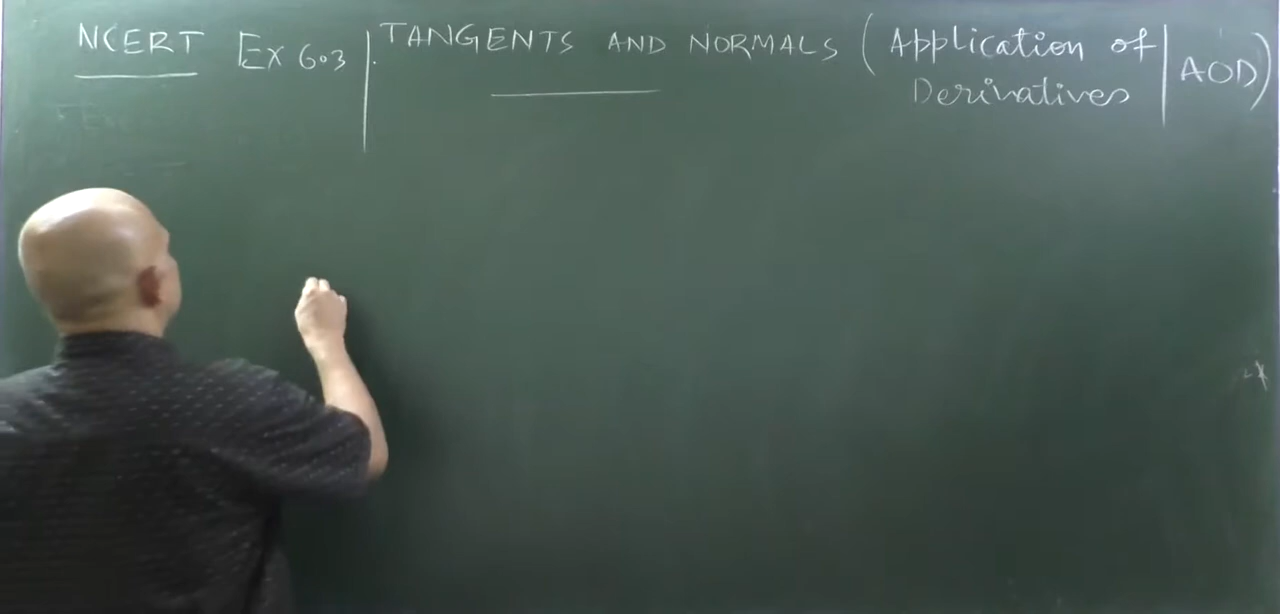 NCERT Ex 6.3 | TANGENTS AND NORMALS (Application of | AOD)
Derivatives